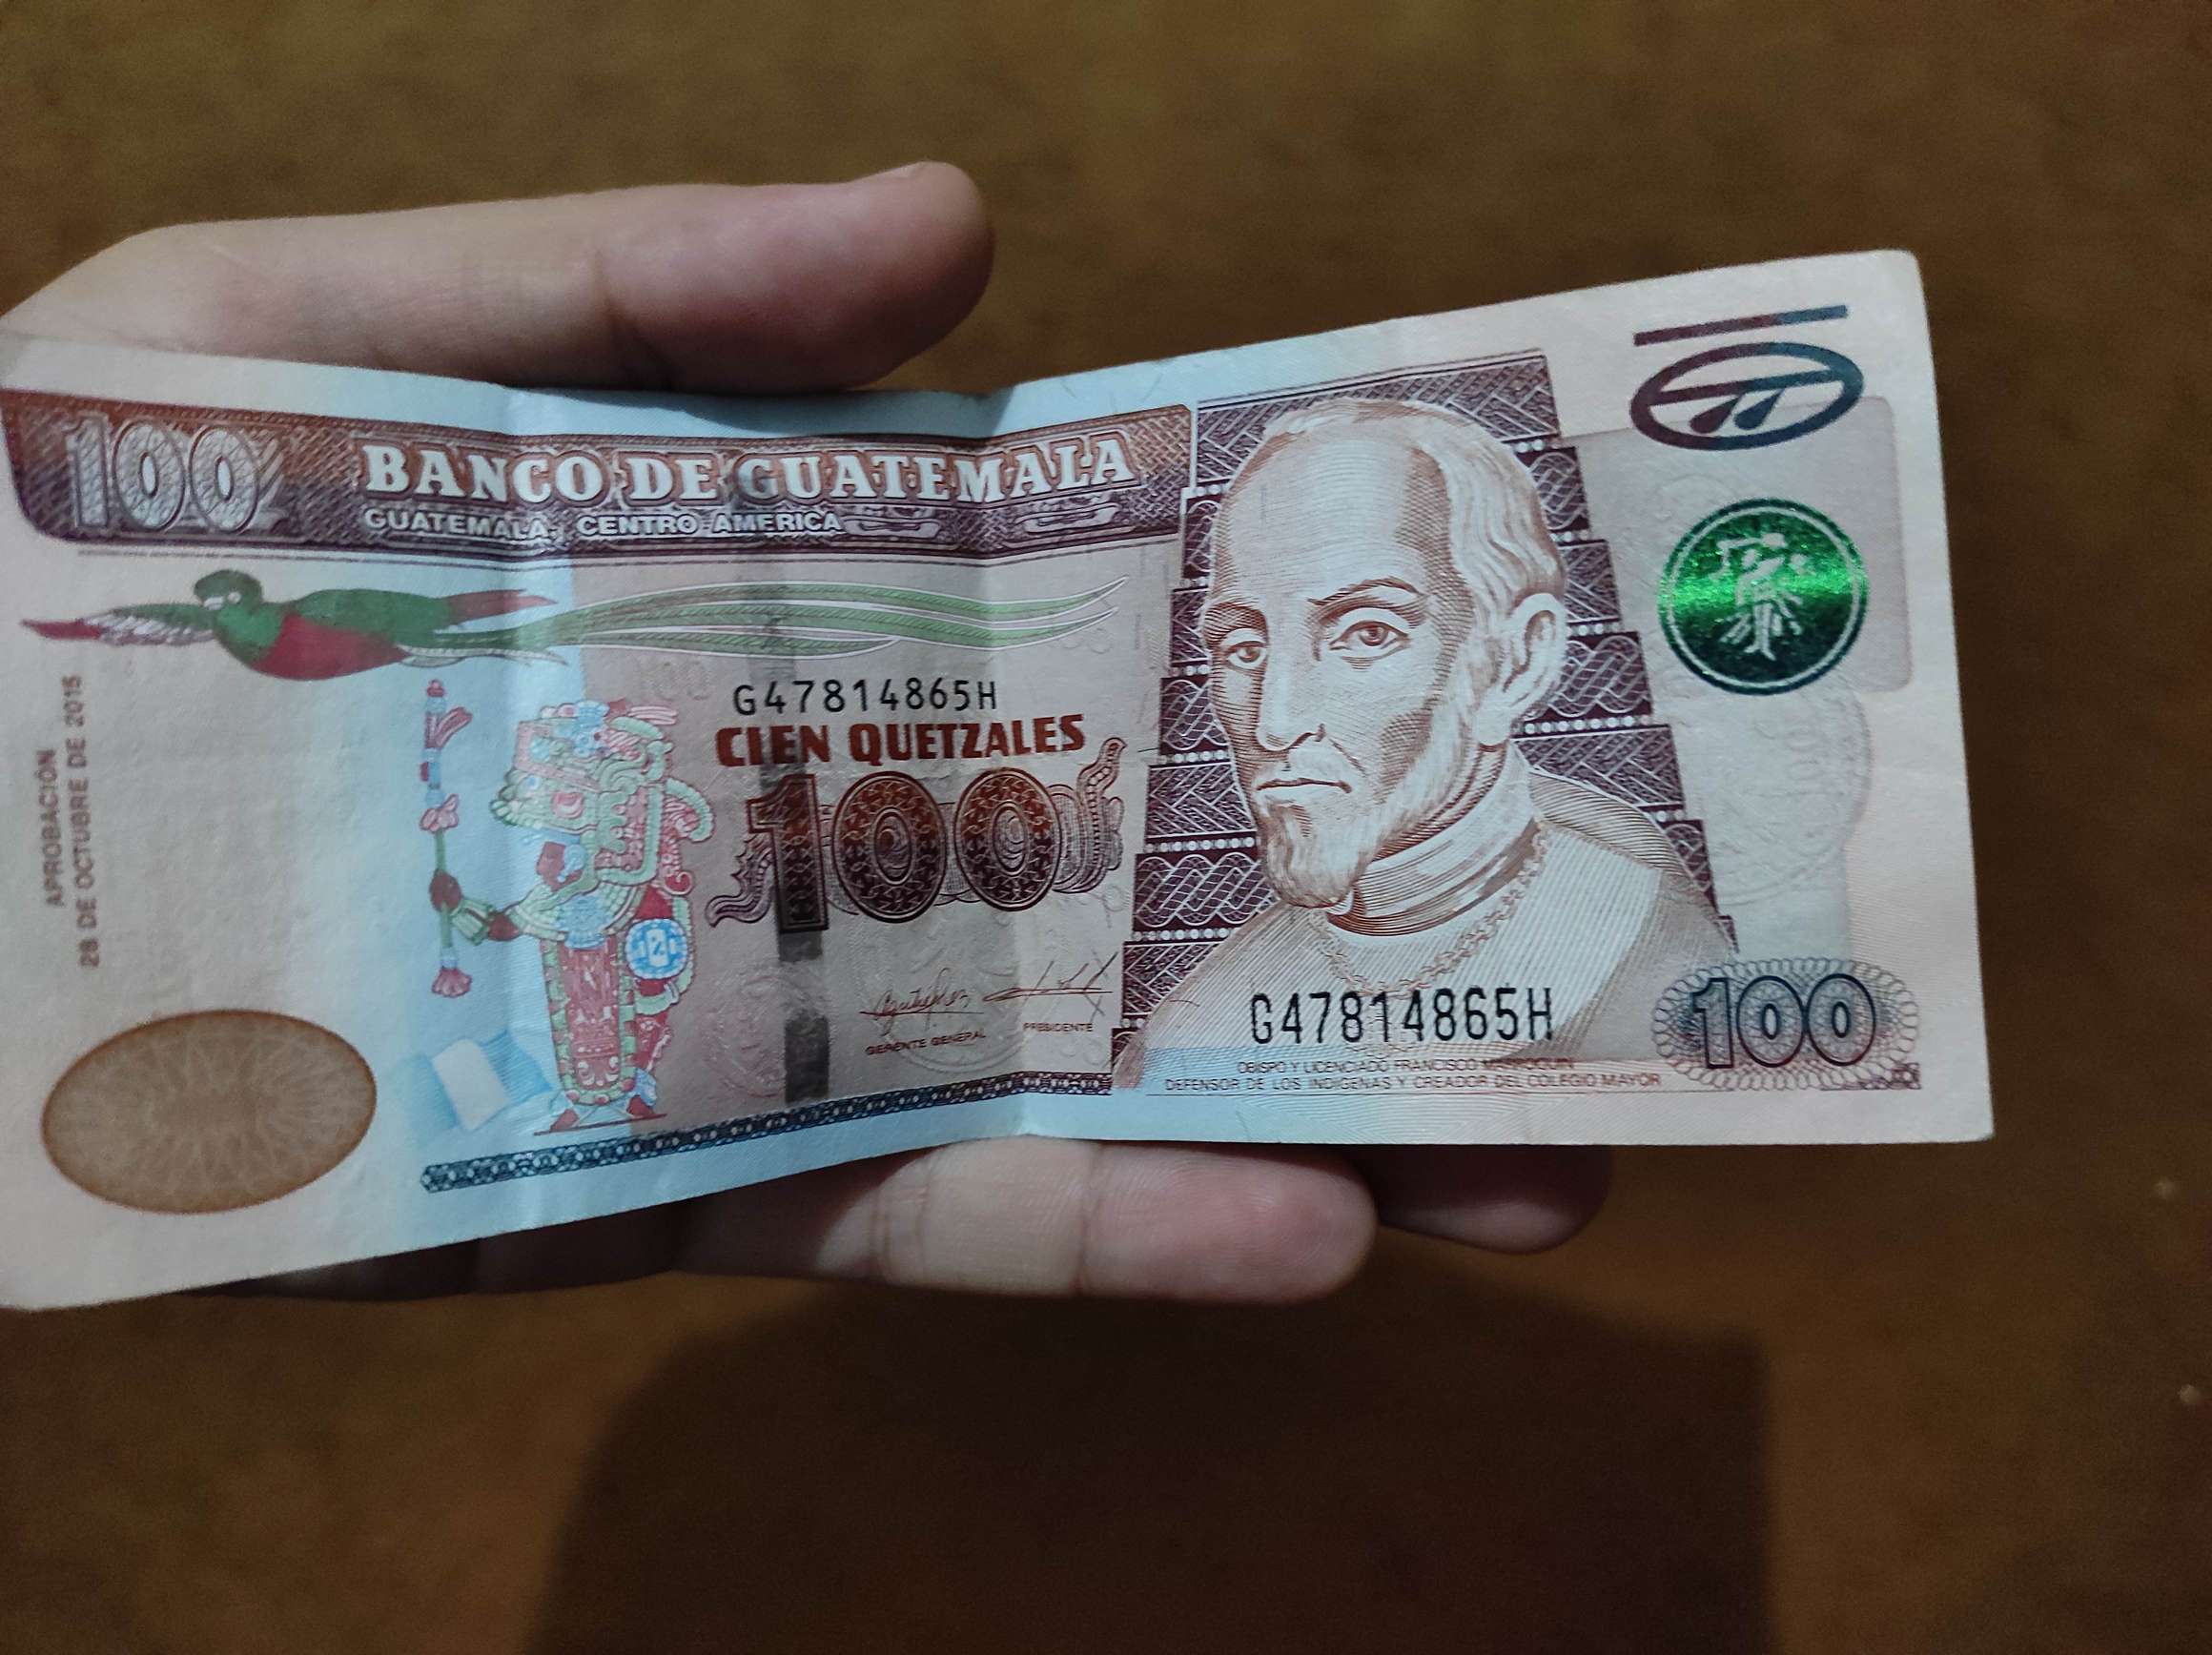 100
BANCO DE GUATEMALA
GUATEMALA, CENTRO AMERICA
APROBACIÓN
28 DE OCTUBRE DE 2015
G47814865H
CIEN QUETZALES
100
GERENTE GENERAL
PRESIDENTE
G47814865H
OBISPO Y LICENCIADO FRANCISCO MARROQUIN
DEFENSOR DE LOS INDIGENAS Y CREADOR DEL COLEGIO MAYOR
100